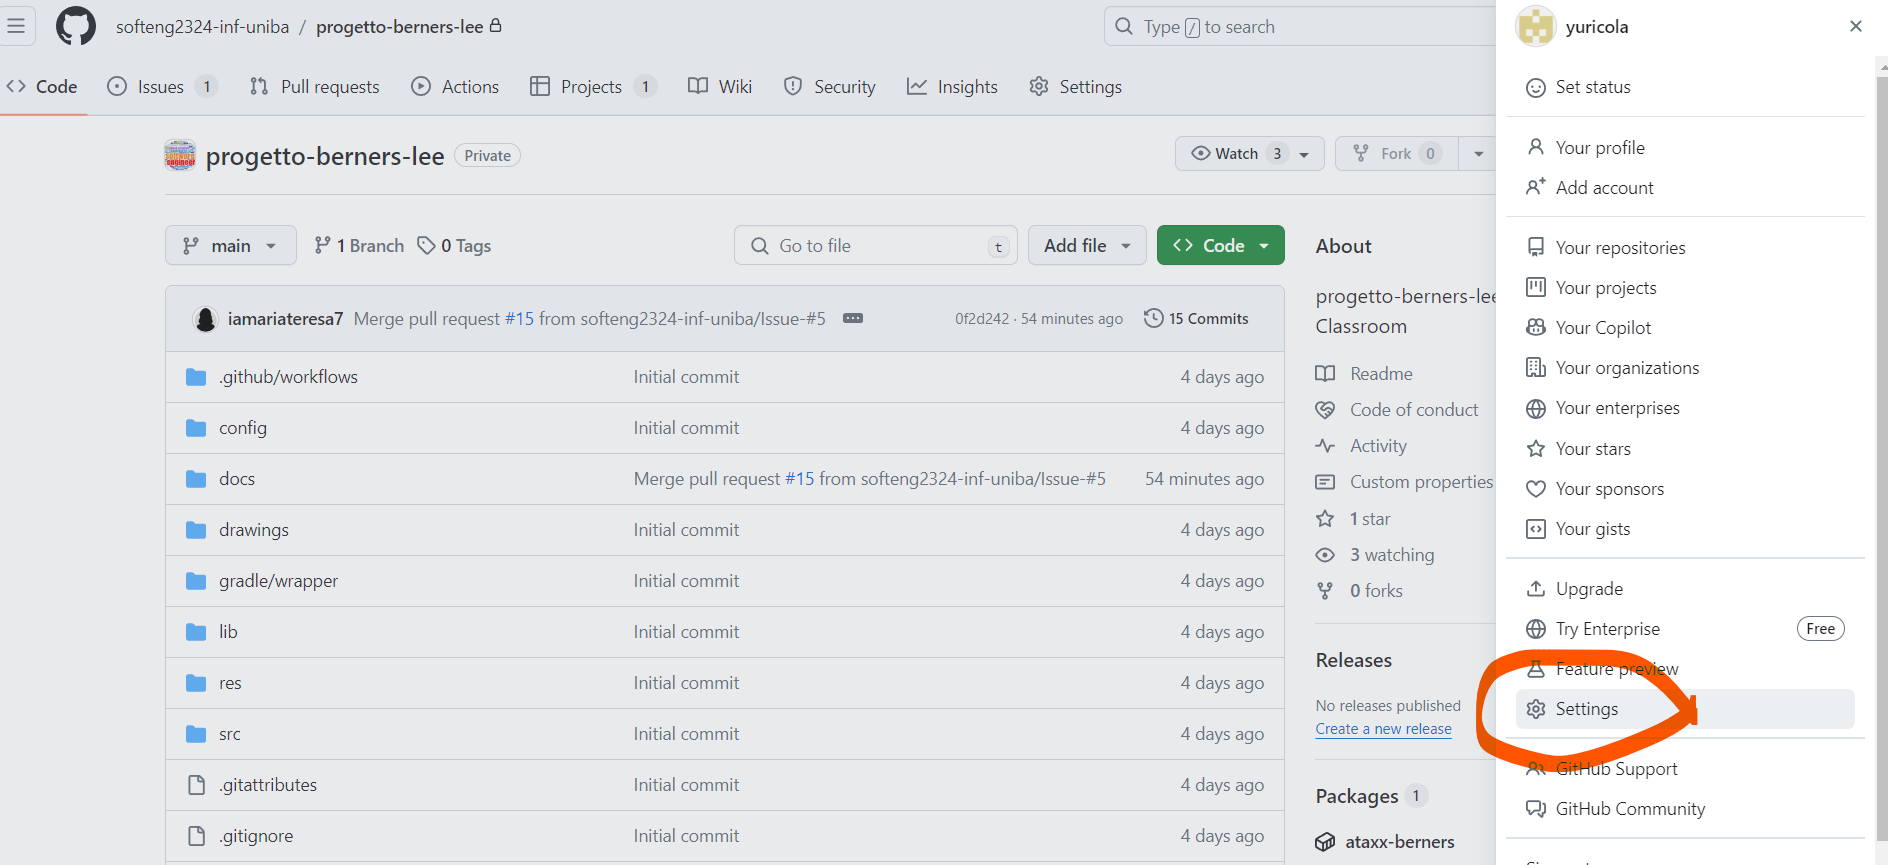 softeng2324-inf-uniba / progetto-berners-lee
Type / to search
yuricola
Code
Issues 1
Pull requests
Actions
Projects 1
Wiki
Security
Insights
Settings
Set status
progetto-berners-lee Private
Watch 3
Fork 0
Your profile
Add account
main
1 Branch
0 Tags
Go to file t
Add file
Code
About
Your repositories
Your projects
Your Copilot
Your organizations
Your enterprises
Your stars
Your sponsors
Your gists
progetto-berners-lee
Classroom
iamariateresa7 Merge pull request #15 from softeng2324-inf-uniba/Issue-#5 0f2d242 · 54 minutes ago 15 Commits
.github/workflows Initial commit 4 days ago
config Initial commit 4 days ago
docs Merge pull request #15 from softeng2324-inf-uniba/Issue-#5 54 minutes ago
drawings Initial commit 4 days ago
gradle/wrapper Initial commit 4 days ago
lib Initial commit 4 days ago
res Initial commit 4 days ago
src Initial commit 4 days ago
.gitattributes Initial commit 4 days ago
.gitignore Initial commit 4 days ago
Readme
Code of conduct
Activity
Custom properties
1 star
3 watching
0 forks
Releases
No releases published
Create a new release
Packages 1
ataxx-berners
Upgrade
Try Enterprise Free
Feature preview
Settings
GitHub Support
GitHub Community